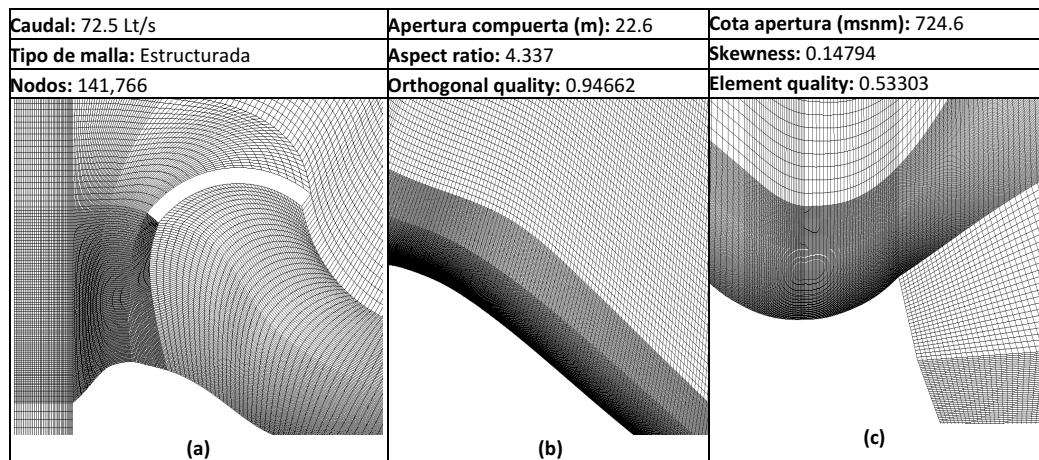 Caudal: 72.5 Lt/s Apertura compuerta (m): 22.6 Cota apertura (msnm): 724.6
Tipo de malla: Estructurada Aspect ratio: 4.337 Skewness: 0.14794
Nodos: 141,766 Orthogonal quality: 0.94662 Element quality: 0.53303
(a) (b) (c)